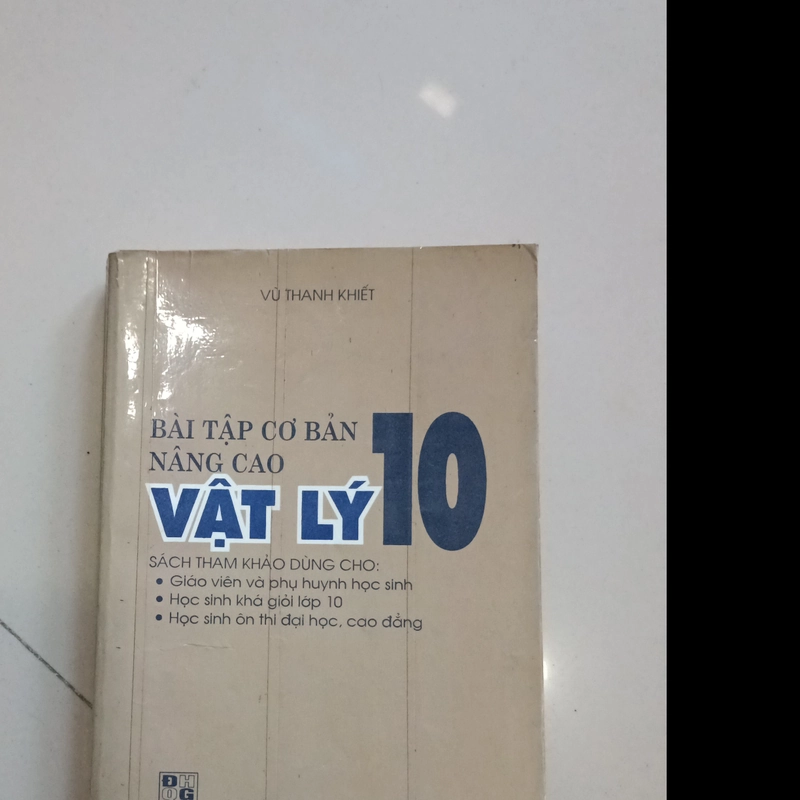 VŨ THANH KHIẾT
BÀI TẬP CƠ BẢN
NÂNG CAO
VẬT LÝ 10
SÁCH THAM KHẢO DÙNG CHO:
• Giáo viên và phụ huynh học sinh
• Học sinh khá giỏi lớp 10
• Học sinh ôn thi đại học, cao đẳng
ĐH
QG